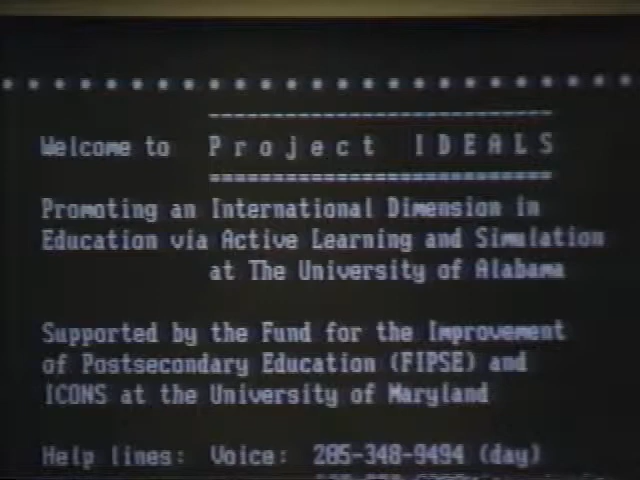 Welcome to Project IDEALS
Promoting an International Dimension in
Education via Active Learning and Simulation
at The University of Alabama
Supported by the Fund for the Improvement
of Postsecondary Education (FIPSE) and
ICONS at the University of Maryland
Help lines: Voice: 205-348-9494 (day)